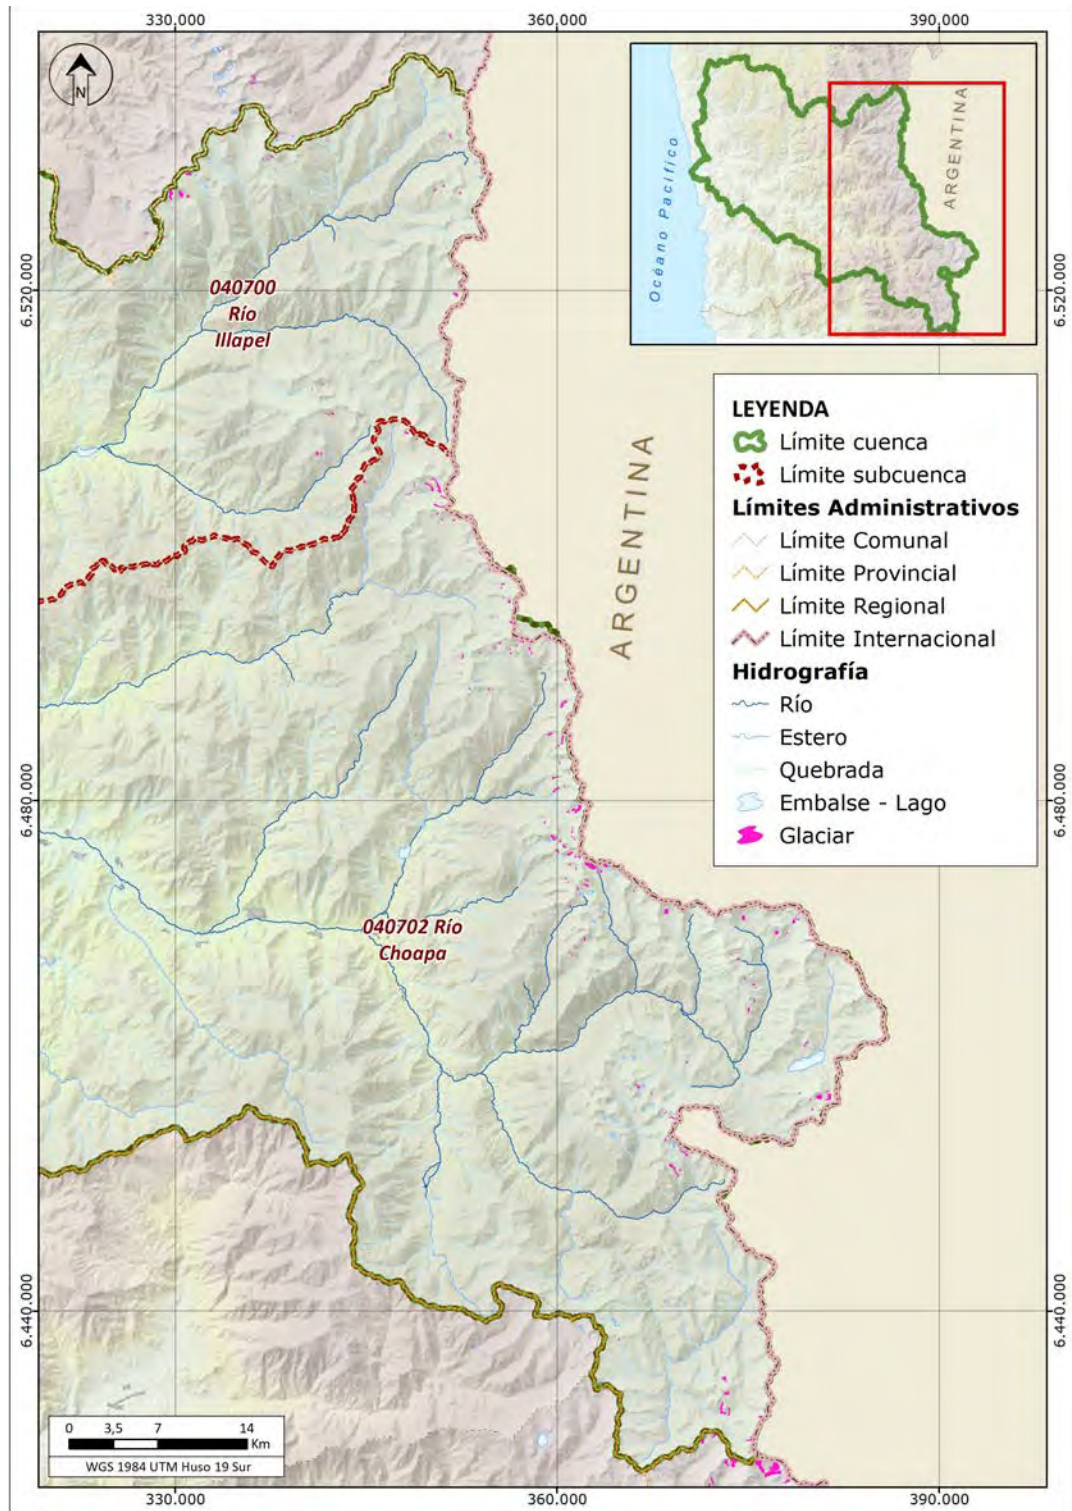 330.000
360.000
390.000
N
Océano Pacífico
ARGENTINA
6.520.000
6.520.000
040700
Río
Illapel
LEYENDA
Límite cuenca
Límite subcuenca
Límites Administrativos
Límite Comunal
Límite Provincial
Límite Regional
Límite Internacional
Hidrografía
Río
Estero
Quebrada
Embalse - Lago
Glaciar
ARGENTINA
6.480.000
6.480.000
040702 Río
Choapa
6.440.000
6.440.000
0 3,5 7 14
Km
WGS 1984 UTM Huso 19 Sur
330.000
360.000
390.000